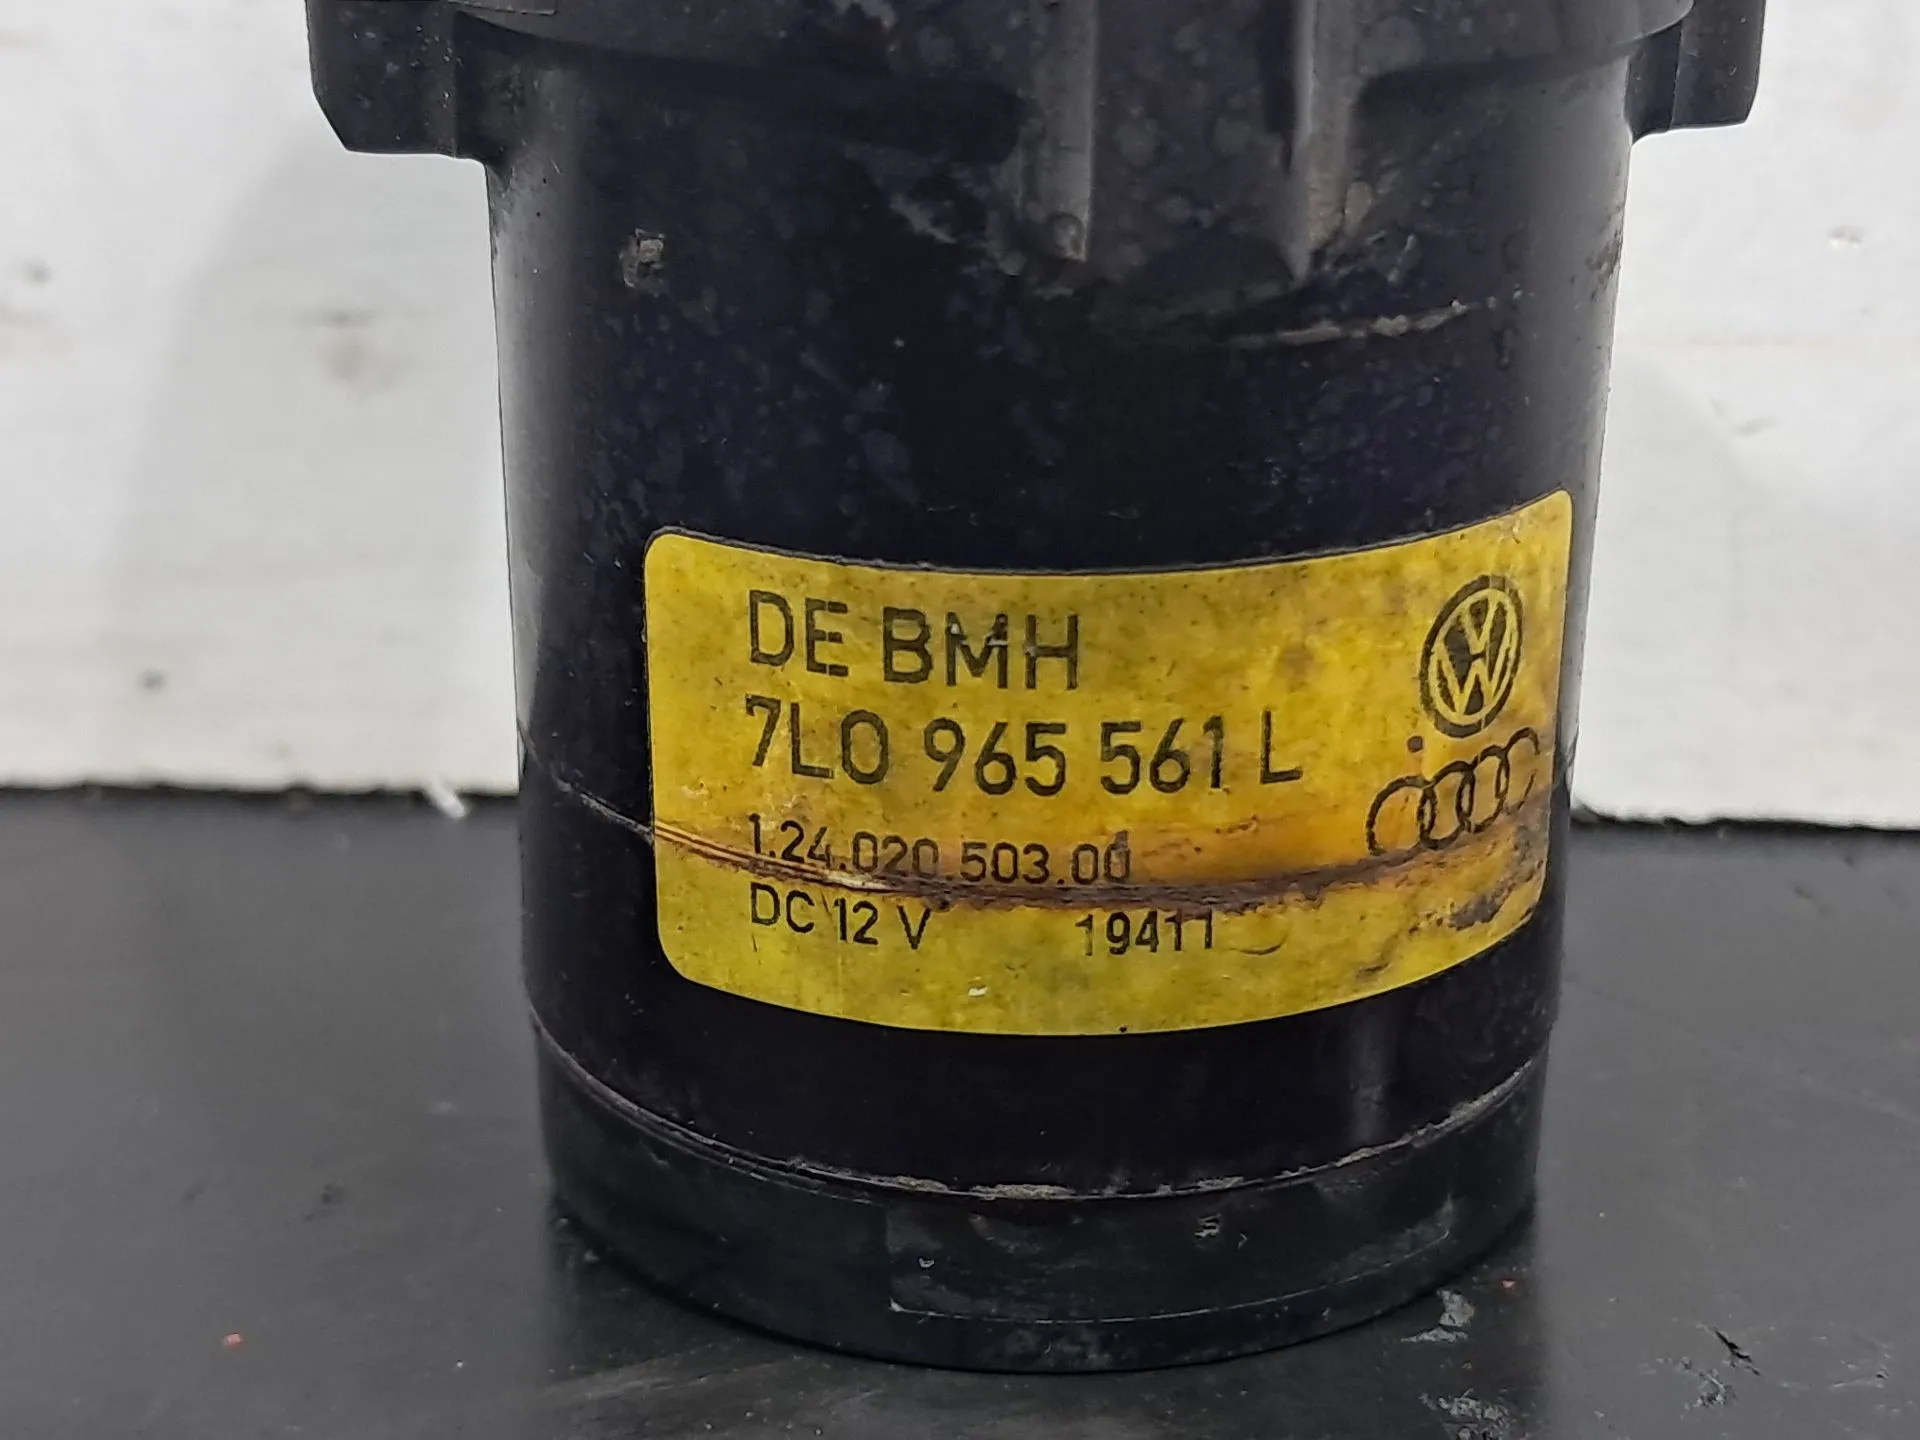 DE BMH
7L0 965 561 L
1.24.020.503.00
DC 12 V 19411